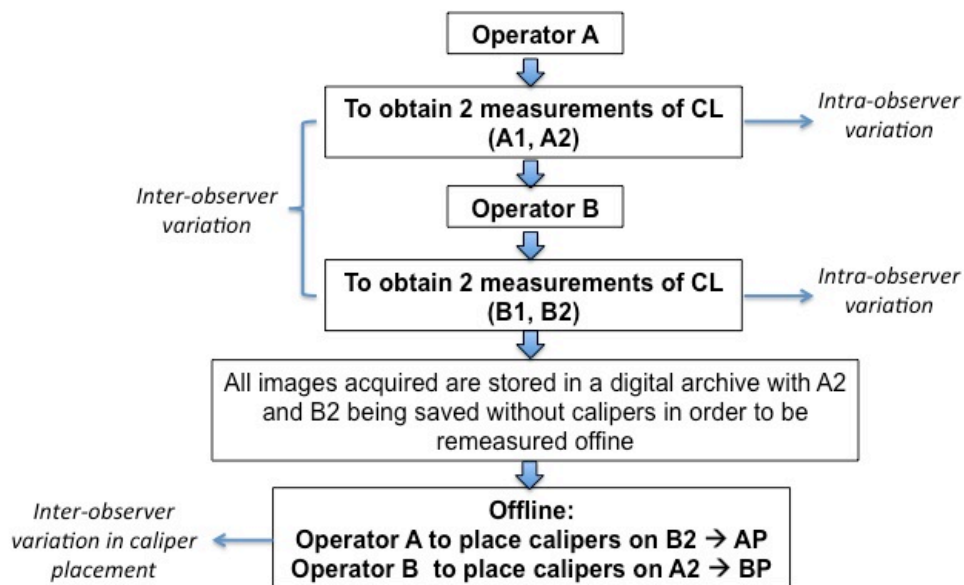 Operator A
To obtain 2 measurements of CL
(A1, A2)
Intra-observer
variation
Inter-observer
variation
Operator B
To obtain 2 measurements of CL
(B1, B2)
Intra-observer
variation
All images acquired are stored in a digital archive with A2
and B2 being saved without calipers in order to be
remeasured offine
Inter-observer
variation in caliper
placement
Offline:
Operator A to place calipers on B2 → AP
Operator B to place calipers on A2 → BP